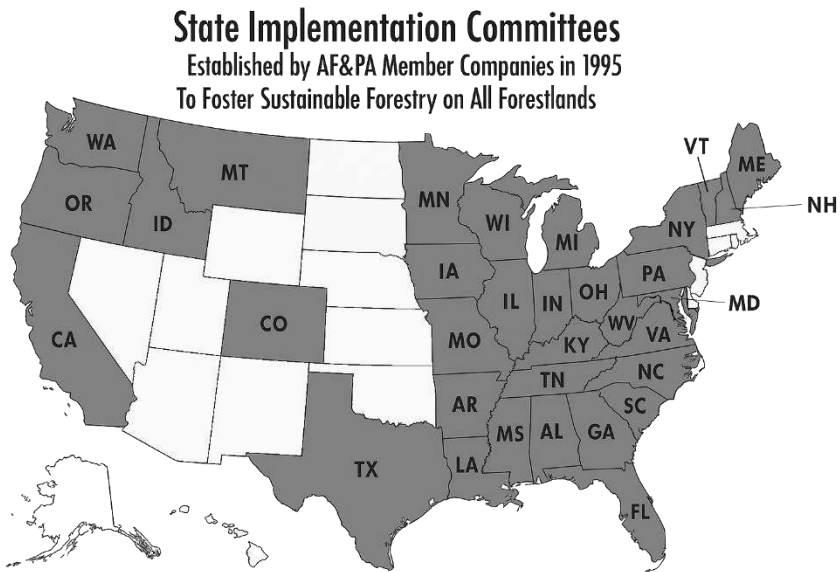 State Implementation Committees
Established by AF&PA Member Companies in 1995
To Foster Sustainable Forestry on All Forestlands
WA
MT
OR
ID
MN
WI
MI
VT
ME
NH
NY
IA
PA
CA
CO
IL
IN
OH
MD
MO
WV
VA
KY
NC
TN
AR
SC
MS
AL
GA
TX
LA
FL